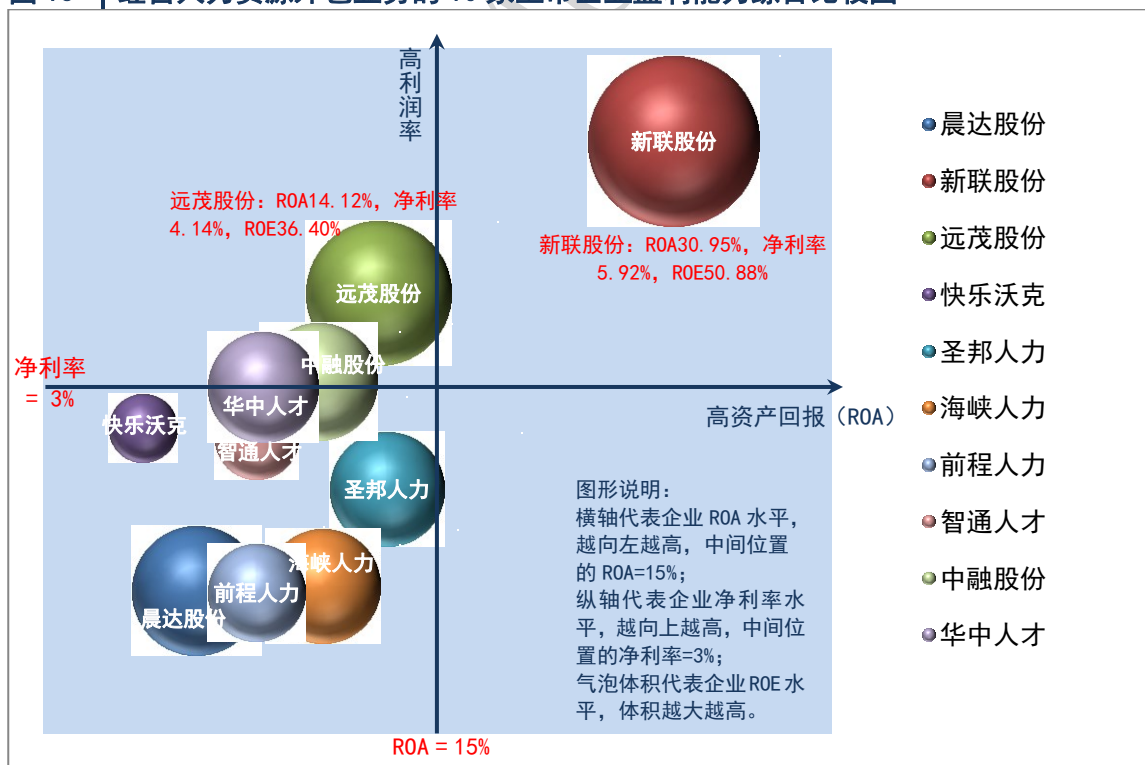 高利润率
新联股份
远茂股份：ROA14.12%，净利率
4.14%，ROE36.40%
新联股份：ROA30.95%，净利率
5.92%，ROE50.88%
远茂股份
中融股份
净利率
= 3%
华中人才
快乐沃克
高资产回报（ROA）
智通人才
圣邦人力
海峡人力
前程人力
晨达股份
图形说明：
横轴代表企业 ROA 水平，
越向左越高，中间位置
的 ROA=15%；
纵轴代表企业净利率水
平，越向上越高，中间位
置的净利率=3%；
气泡体积代表企业 ROE 水
平，体积越大越高。
ROA = 15%
晨达股份
新联股份
远茂股份
快乐沃克
圣邦人力
海峡人力
前程人力
智通人才
中融股份
华中人才